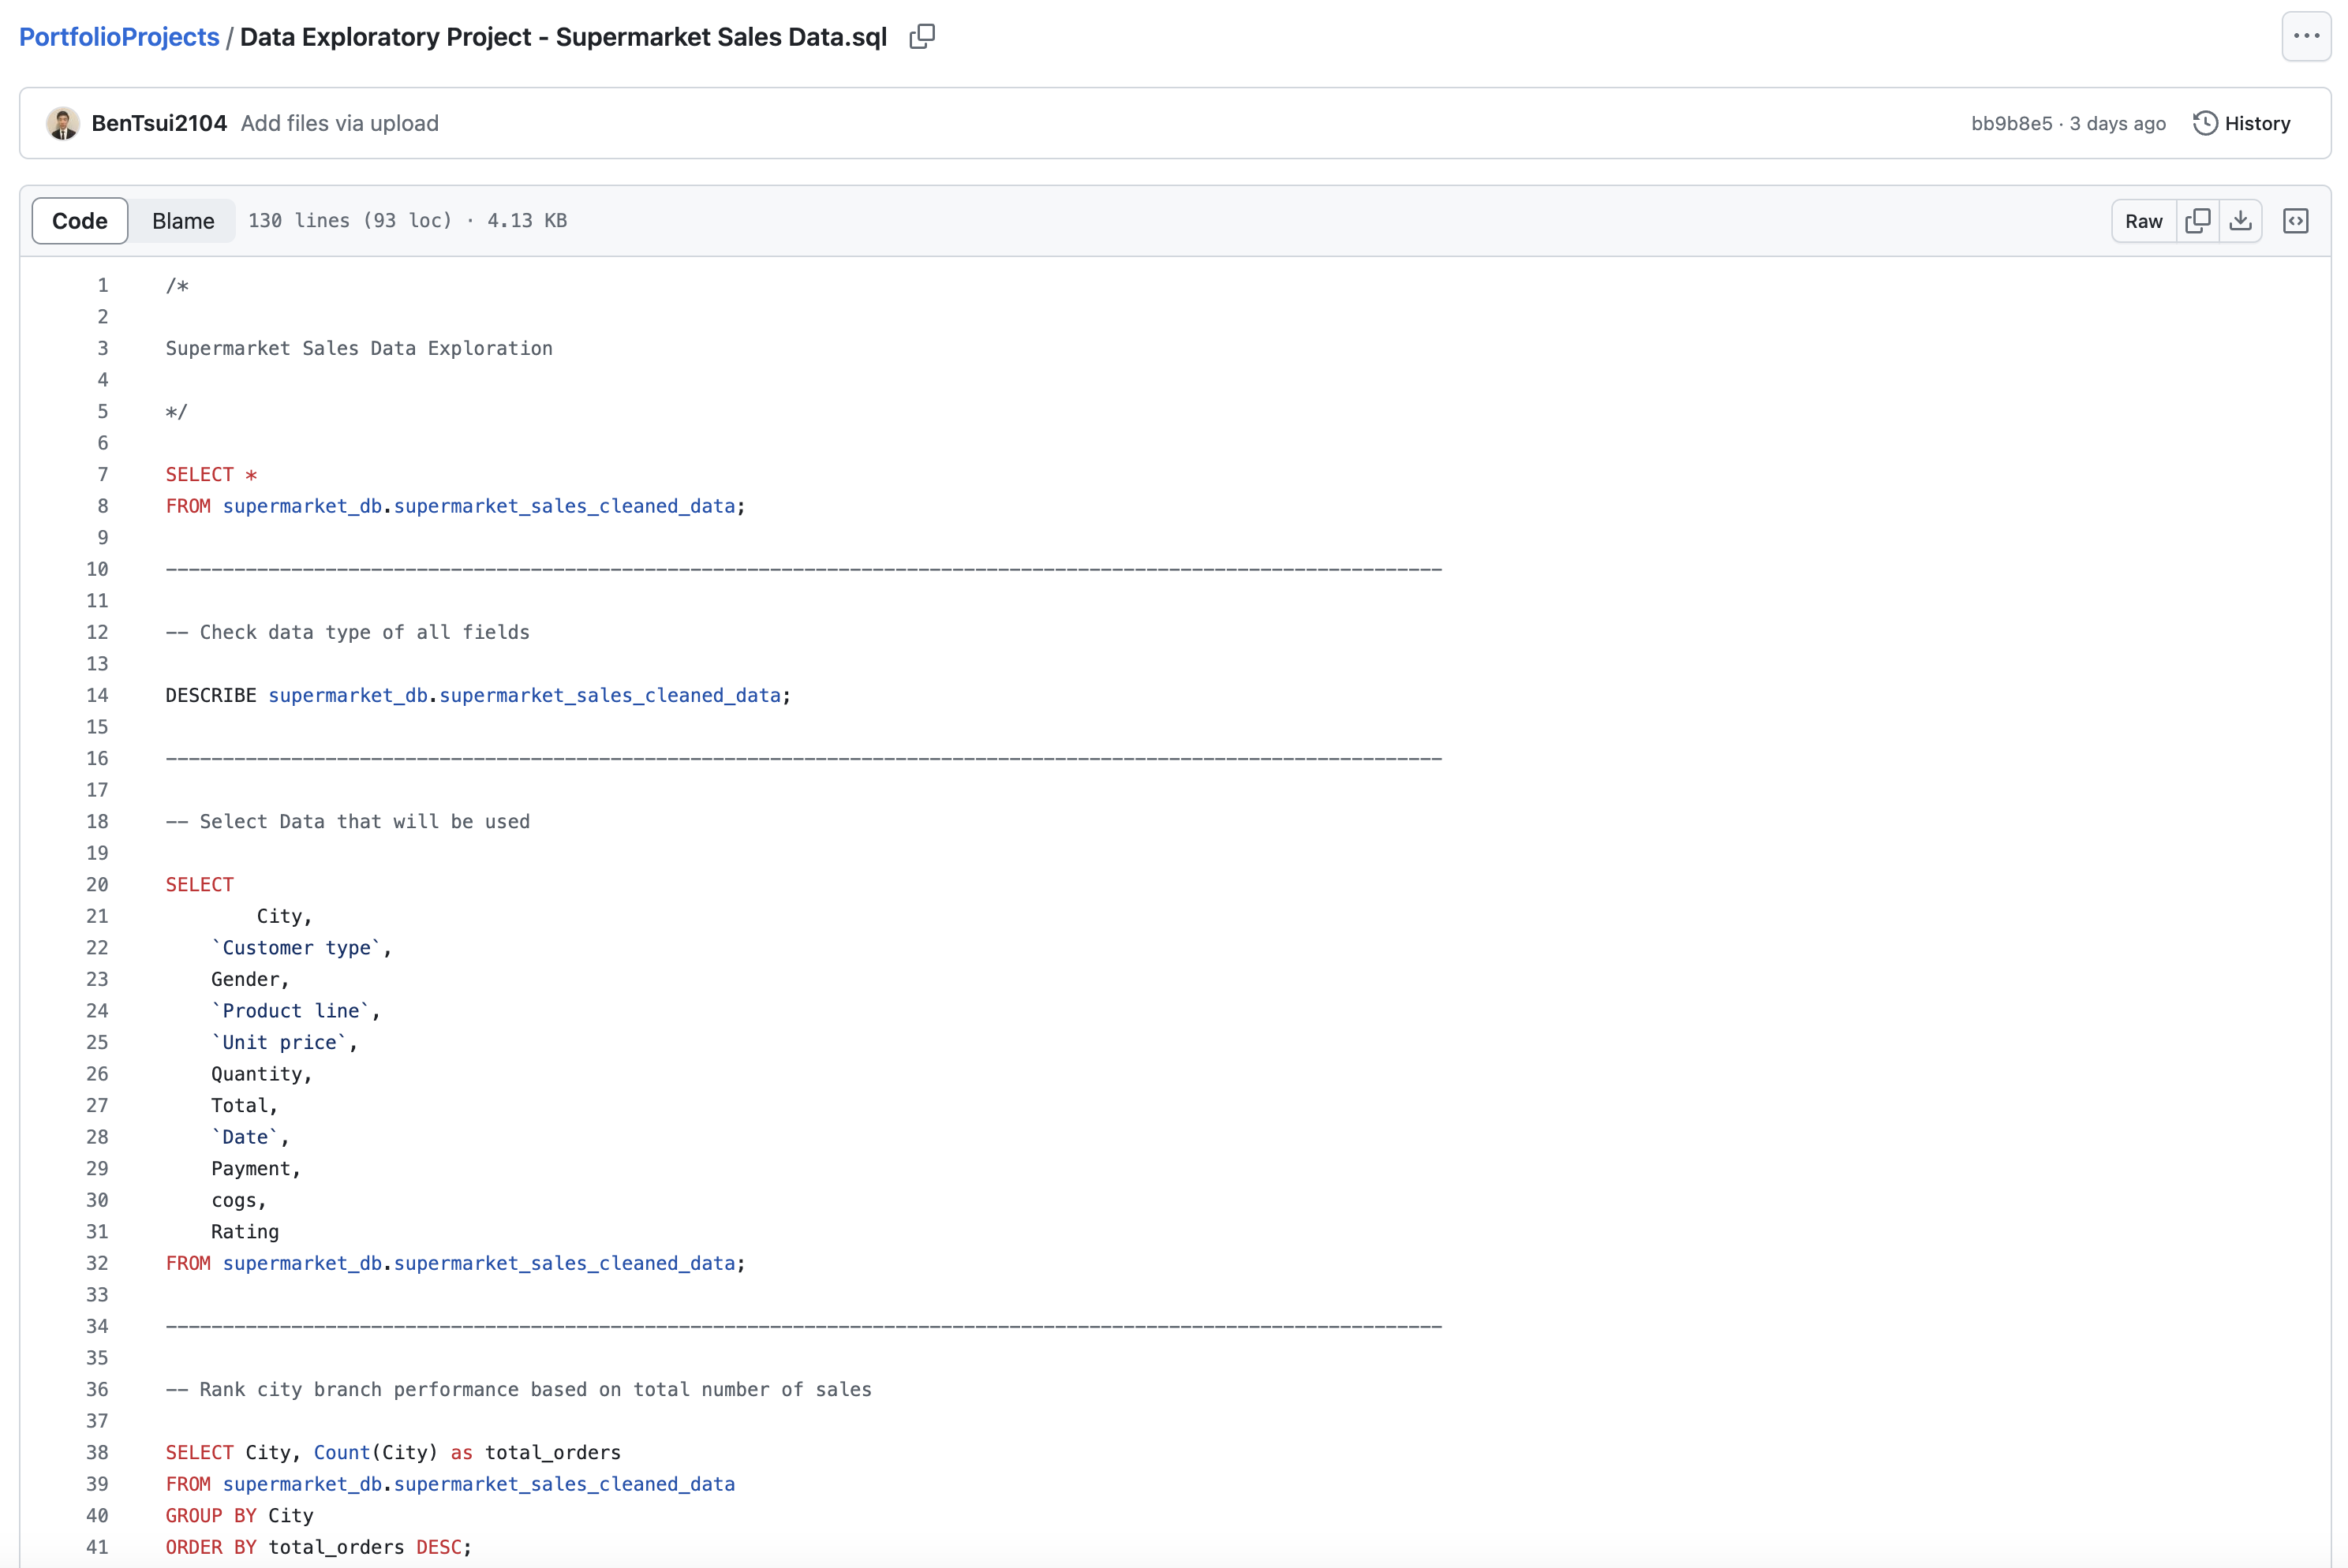 PortfolioProjects / Data Exploratory Project - Supermarket Sales Data.sql
BenTsui2104 Add files via upload
bb9b8e5 · 3 days ago History
Code Blame 130 lines (93 loc) · 4.13 KB Raw
1 /*
2
3 Supermarket Sales Data Exploration
4
5 */
6
7 SELECT *
8 FROM supermarket_db.supermarket_sales_cleaned_data;
9
10 ----------------------------------------------------------------------------------------------------------------
11
12 -- Check data type of all fields
13
14 DESCRIBE supermarket_db.supermarket_sales_cleaned_data;
15
16 ----------------------------------------------------------------------------------------------------------------
17
18 -- Select Data that will be used
19
20 SELECT
21 City,
22 `Customer type`,
23 Gender,
24 `Product line`,
25 `Unit price`,
26 Quantity,
27 Total,
28 `Date`,
29 Payment,
30 cogs,
31 Rating
32 FROM supermarket_db.supermarket_sales_cleaned_data;
33
34 ----------------------------------------------------------------------------------------------------------------
35
36 -- Rank city branch performance based on total number of sales
37
38 SELECT City, Count(City) as total_orders
39 FROM supermarket_db.supermarket_sales_cleaned_data
40 GROUP BY City
41 ORDER BY total_orders DESC;